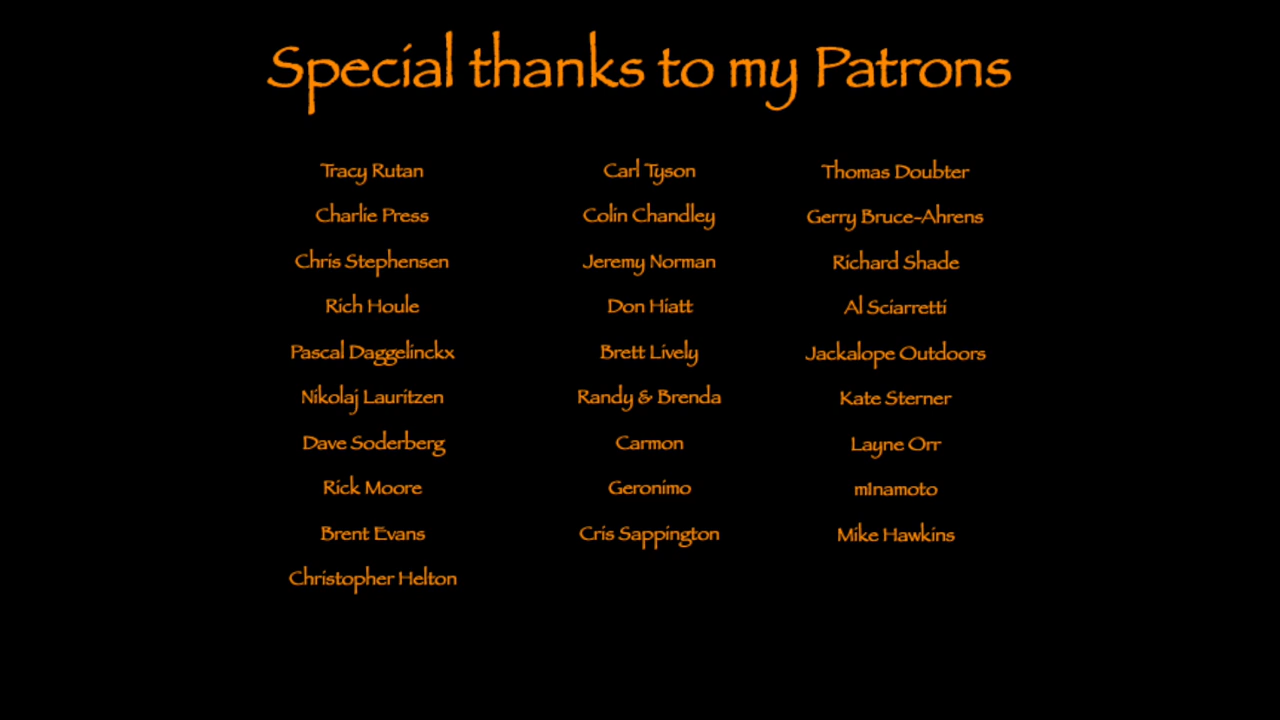 Special thanks to my Patrons
Tracy Rutan
Charlie Press
Chris Stephensen
Rich Houle
Pascal Daggelinckx
Nikolaj Lauritzen
Dave Soderberg
Rick Moore
Brent Evans
Christopher Helton
Carl Tyson
Colin Chandley
Jeremy Norman
Don Hiatt
Brett Lively
Randy & Brenda
Carmon
Geronimo
Cris Sappington
Thomas Doubter
Gerry Bruce-Ahrens
Richard Shade
Al Sciarretti
Jackalope Outdoors
Kate Sterner
Layne Orr
m1namoto
Mike Hawkins